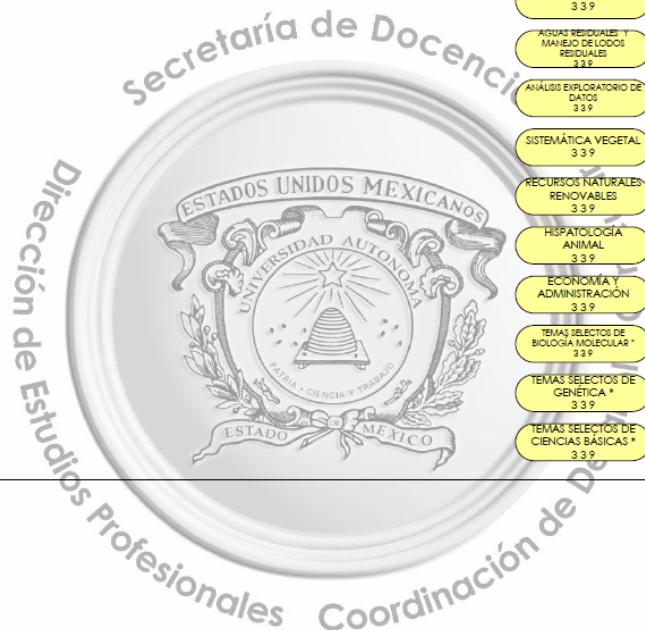 339
AGUAS RESIDUALES Y
MANEJO DE LODOS
RESIDUALES
339
ANÁLISIS EXPLORATORIO DE
DATOS
339
SISTEMÁTICA VEGETAL
339
RECURSOS NATURALES
RENOVABLES
339
HISPATOLOGÍA
ANIMAL
339
ECONOMÍA Y
ADMINISTRACIÓN
339
TEMAS SELECTOS DE
BIOLOGÍA MOLECULAR *
339
TEMAS SELECTOS DE
GENÉTICA *
339
TEMAS SELECTOS DE
CIENCIAS BÁSICAS *
339
Secretaría de Docencia
Dirección de Estudios Profesionales
Coordinación de
ESTADOS UNIDOS MEXICANOS
UNIVERSIDAD AUTONOMA
PATRIA • CIENCIA Y TRABAJO
DE
ESTADO MEXICO